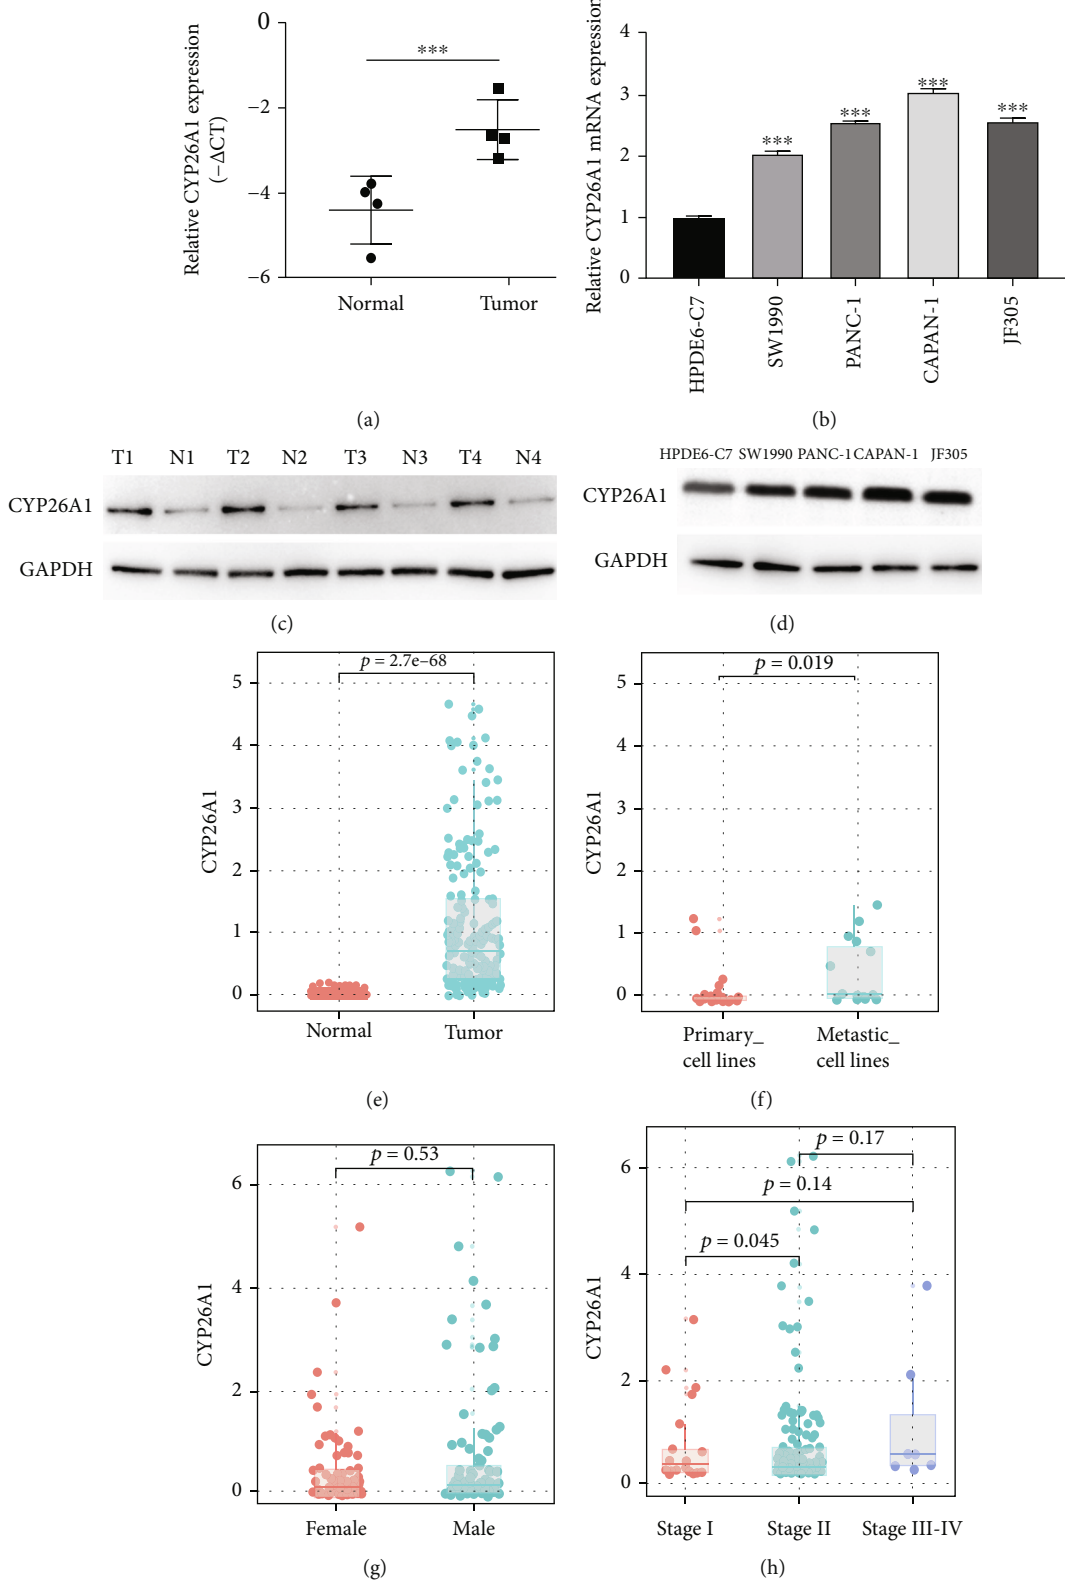 0
−2
−4
−6
Relative CYP26A1 expression
(−ΔCT)
***
Normal
Tumor
(a)
4
3
2
1
0
Relative CYP26A1 mRNA expression
***
***
***
***
HPDE6-C7
SW1990
PANC-1
CAPAN-1
JF305
(b)
T1 N1 T2 N2 T3 N3 T4 N4
CYP26A1
GAPDH
(c)
HPDE6-C7 SW1990 PANC-1 CAPAN-1 JF305
CYP26A1
GAPDH
(d)
p = 2.7e−68
5
4
3
2
1
0
CYP26A1
Normal
Tumor
(e)
p = 0.019
5
4
3
2
1
0
CYP26A1
Primary_
cell lines
Metastic_
cell lines
(f)
p = 0.53
6
4
2
0
CYP26A1
Female
Male
(g)
p = 0.17
p = 0.14
p = 0.045
6
4
2
0
CYP26A1
Stage I
Stage II
Stage III-IV
(h)